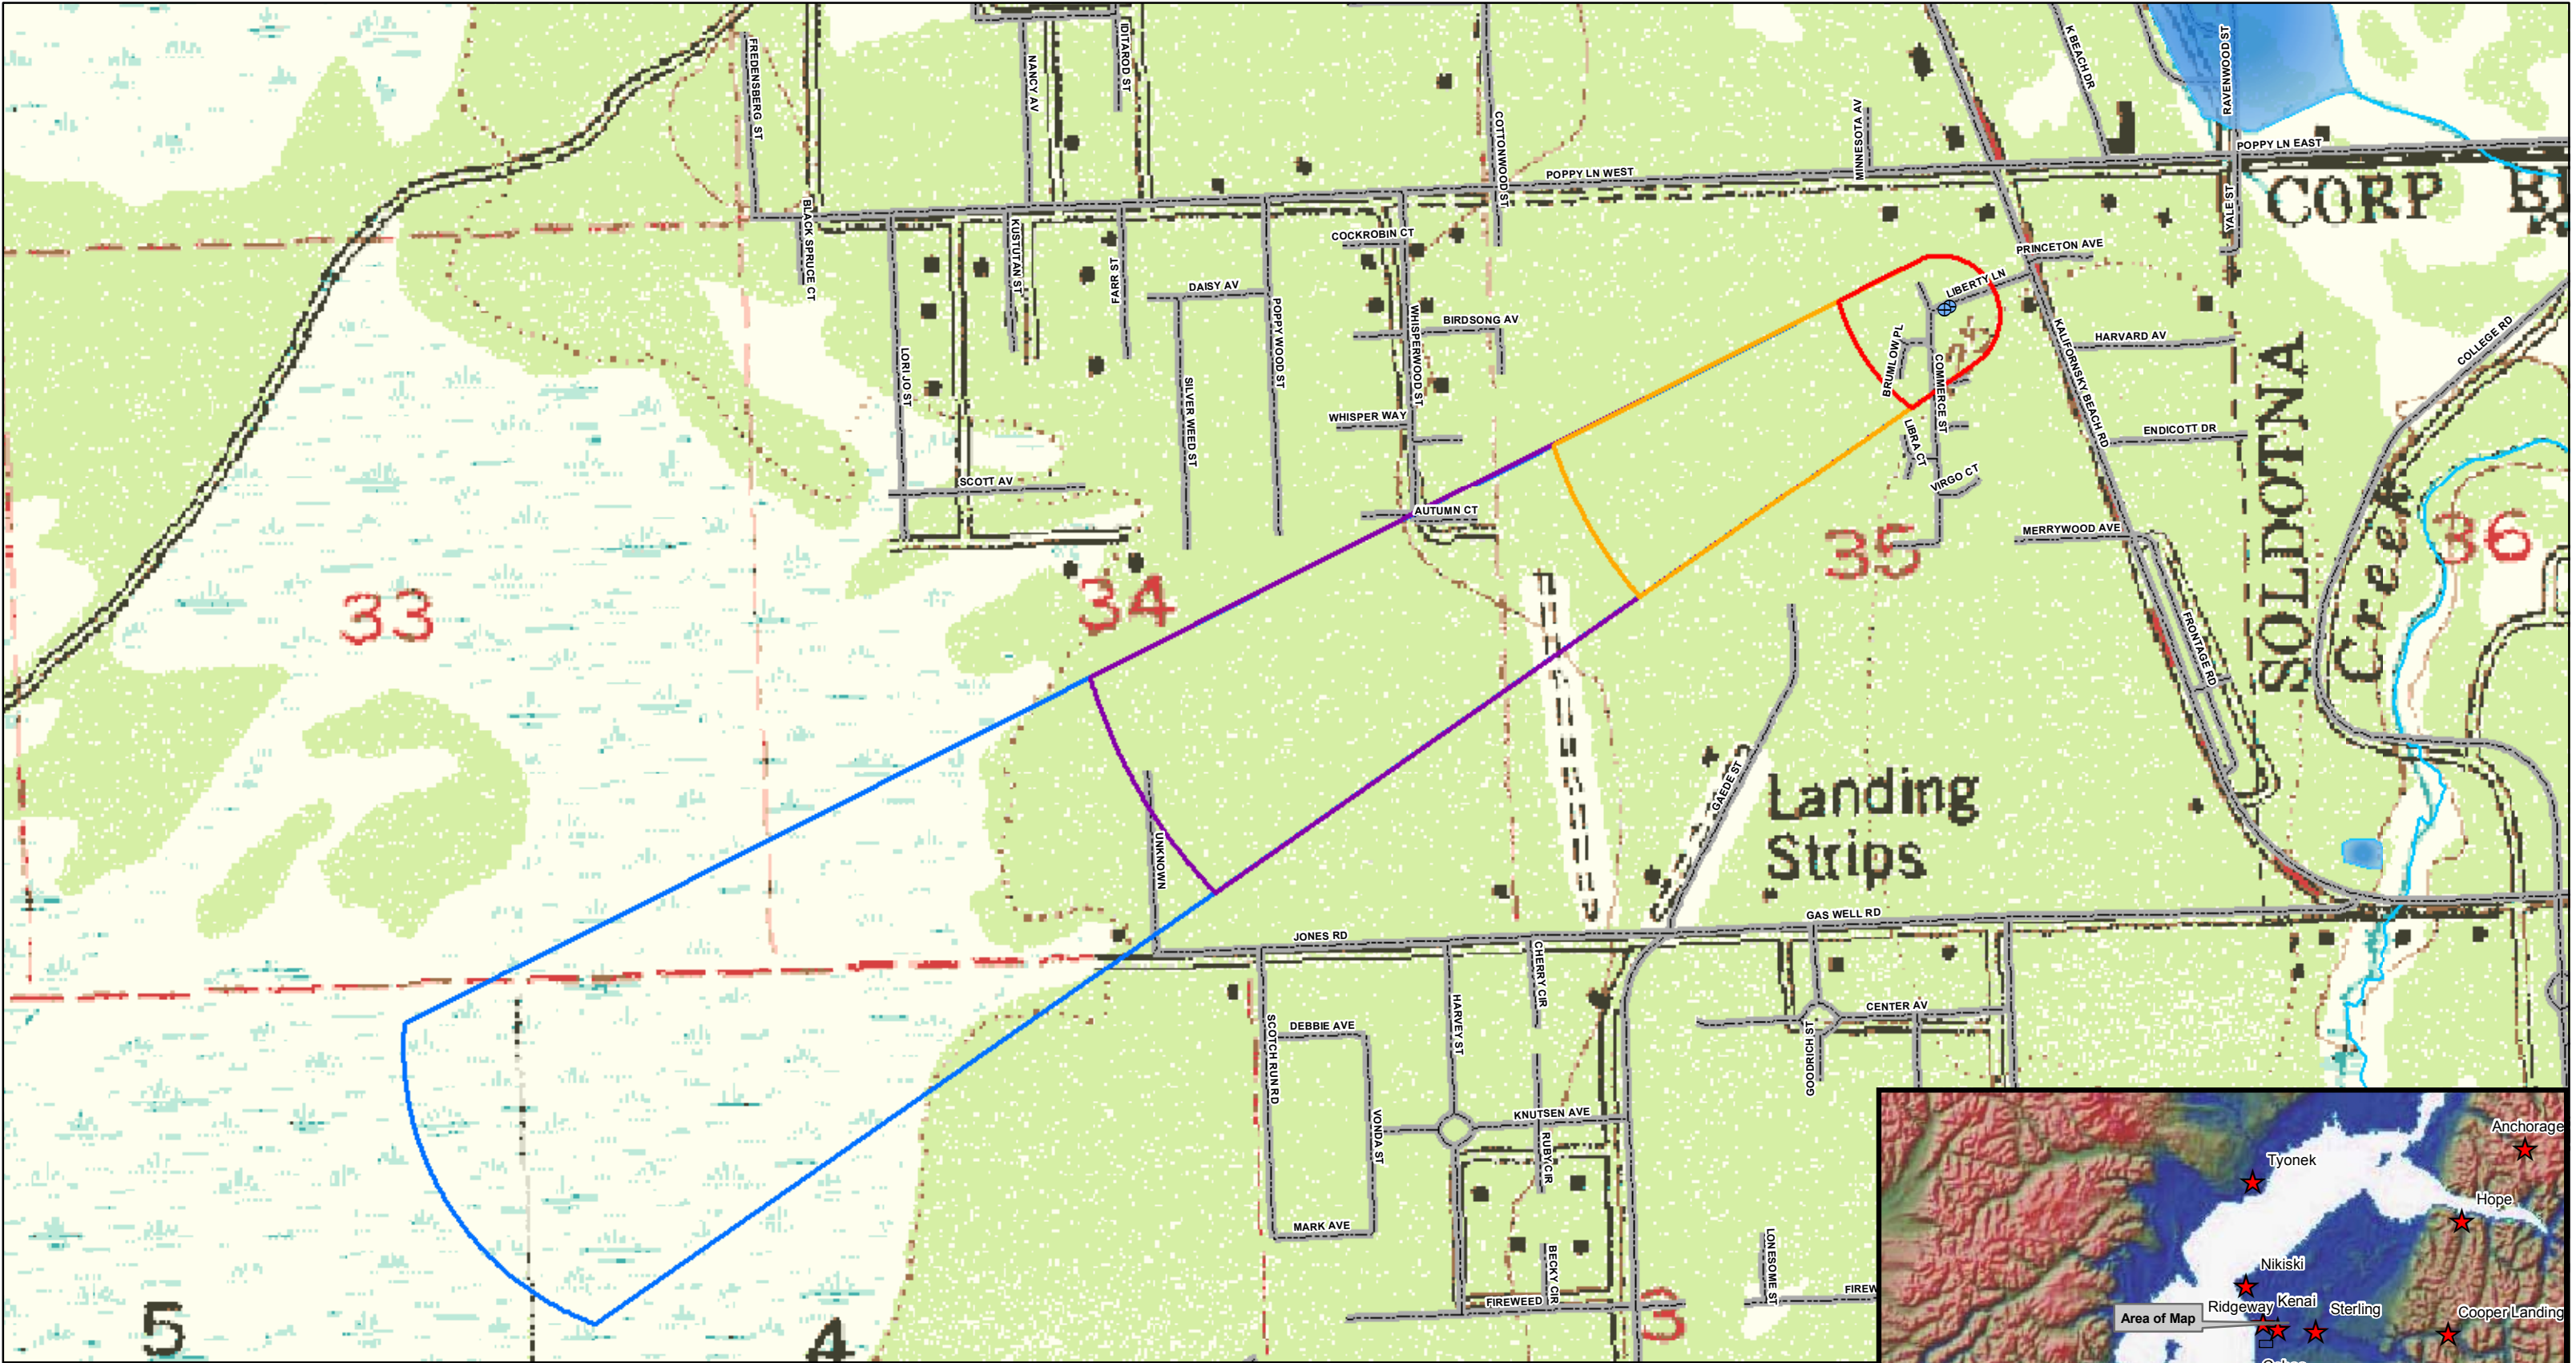 FREDENSBERG ST
NANCY AV
IDITAROD ST
COTTONWOOD ST
MINNESOTA AV
K BEACH DR
RAVENWOOD ST
POPPY LN EAST
POPPY LN WEST
CORP
YALE ST
BLACK SPRUCE CT
KUSTUTAN ST
FARR ST
COCKROBIN CT
PRINCETON AVE
LIBERTY LN
DAISY AV
POPPY WOOD ST
WHISPERWOOD ST
BIRDSONG AV
BRUMLOW PL
COMMERCE ST
KALIFORNSKY BEACH RD
HARVARD AV
COLLEGE RD
LORI JO ST
SILVER WEED ST
WHISPER WAY
LIBRA CT
ENDICOTT DR
SOLDOTNA
SCOTT AV
VIRGO CT
AUTUMN CT
MERRYWOOD AVE
35
36
Creek
33
34
FRONTAGE RD
GAEDE ST
Landing
Strips
UNKNOWN
GAS WELL RD
JONES RD
CHERRY CIR
HARVEY ST
CENTER AV
SCOTCH RUN RD
DEBBIE AVE
GOODRICH ST
VONDA ST
KNUTSEN AVE
RUBY CIR
MARK AVE
BECKY CIR
LONESOME ST
FIREWEED
FIREW
5
4
3
Anchorage
Tyonek
Hope
Nikiski
Ridgeway
Kenai
Sterling
Cooper Landing
Area of Map